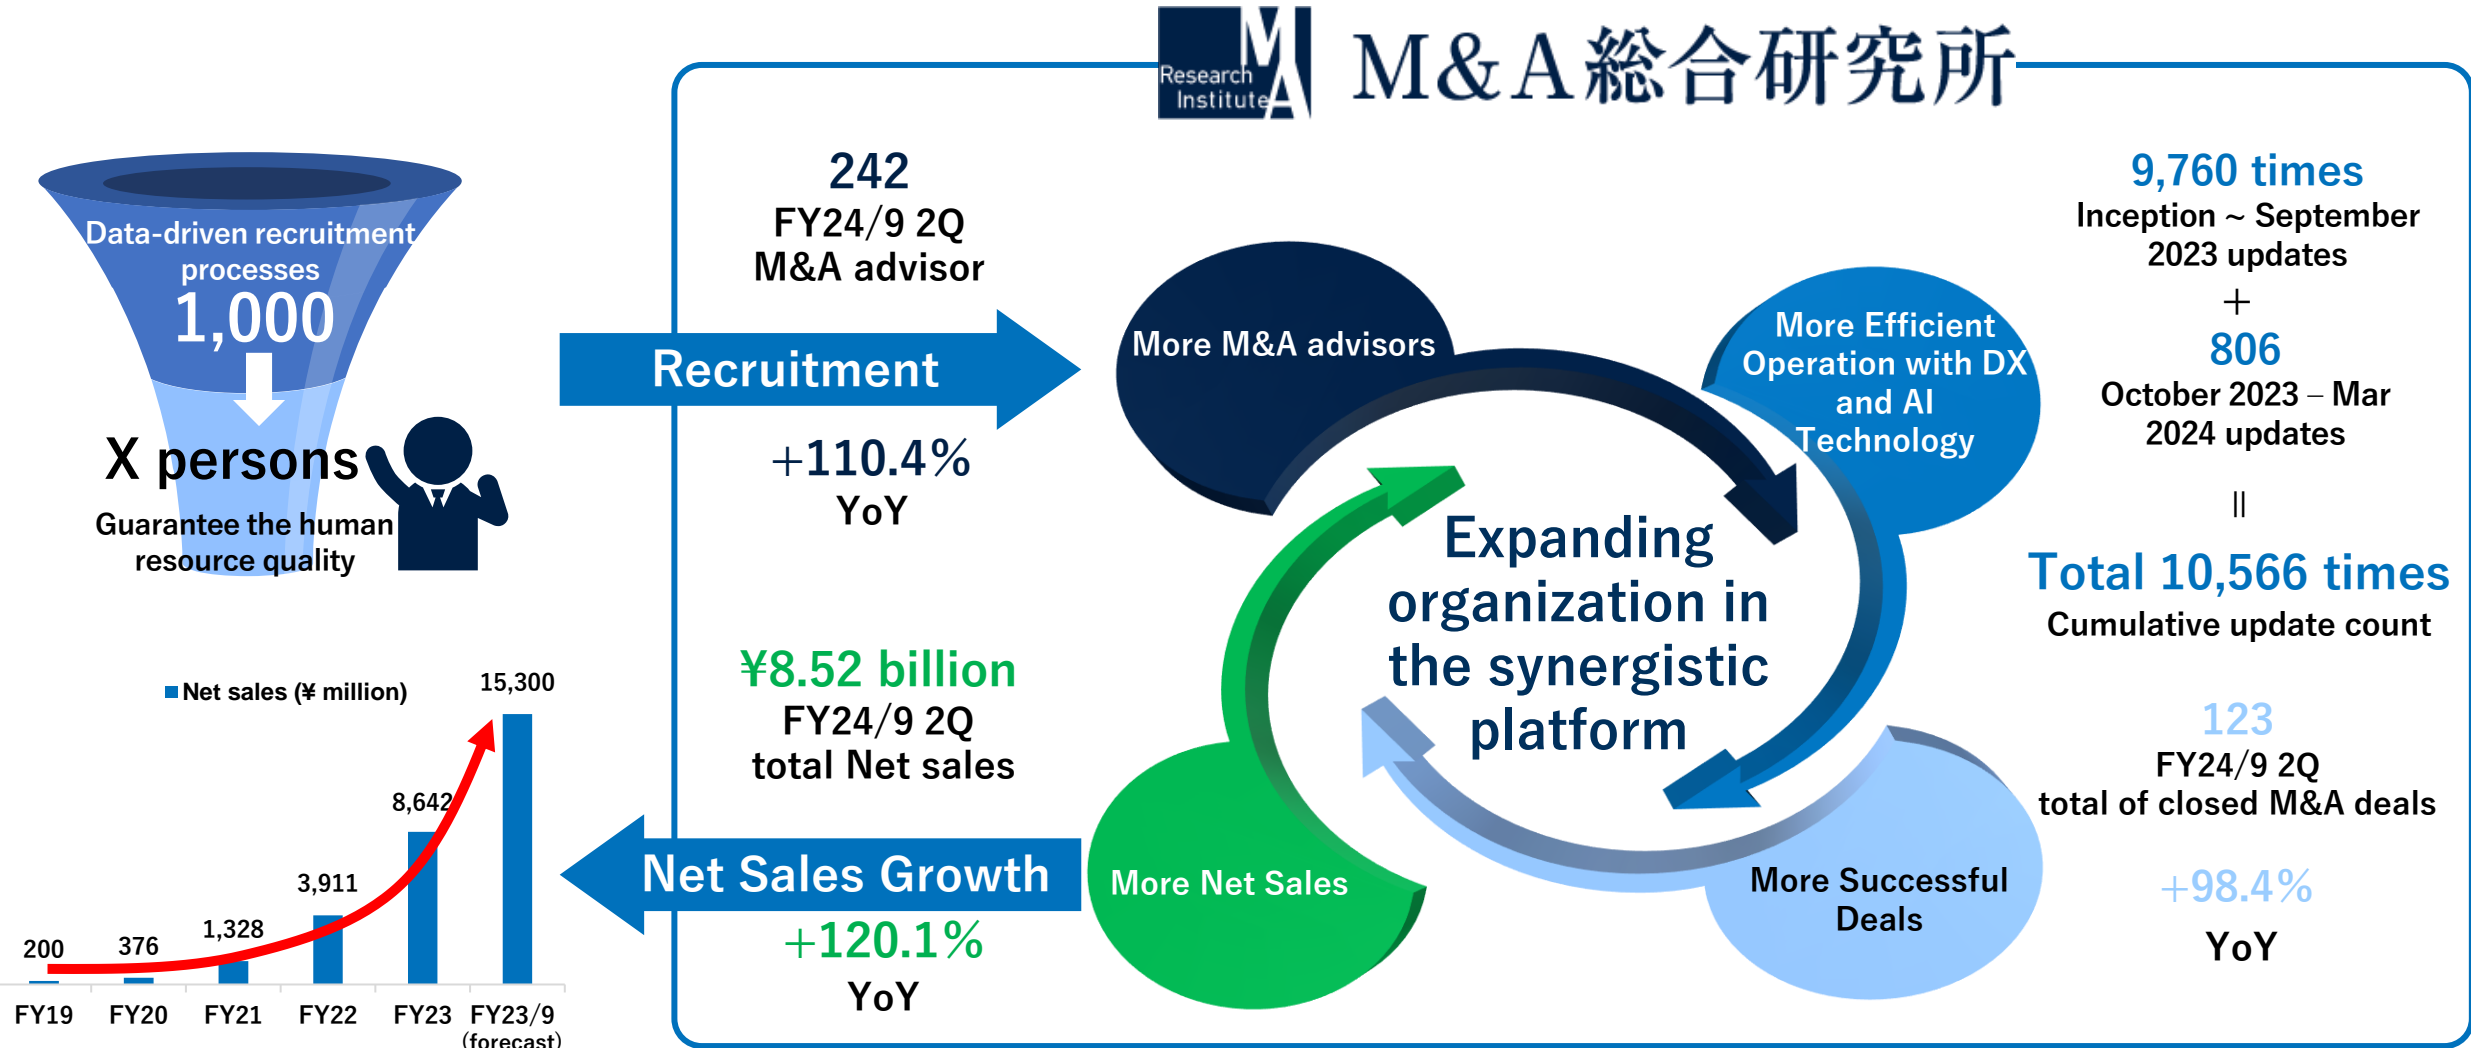 Research
Institute
MA
M&A総合研究所
Data-driven recruitment
processes
1,000
X persons
Guarantee the human
resource quality
242
FY24/9 2Q
M&A advisor
Recruitment
+110.4%
YoY
¥8.52 billion
FY24/9 2Q
total Net sales
Net Sales Growth
+120.1%
YoY
More M&A advisors
More Efficient
Operation with DX
and AI
Technology
Expanding
organization in
the synergistic
platform
More Net Sales
More Successful
Deals
9,760 times
Inception ~ September
2023 updates
+
806
October 2023 – Mar
2024 updates
=
Total 10,566 times
Cumulative update count
123
FY24/9 2Q
total of closed M&A deals
+98.4%
YoY
Net sales (¥ million)
200
376
1,328
3,911
8,642
15,300
FY19
FY20
FY21
FY22
FY23
FY23/9
(forecast)